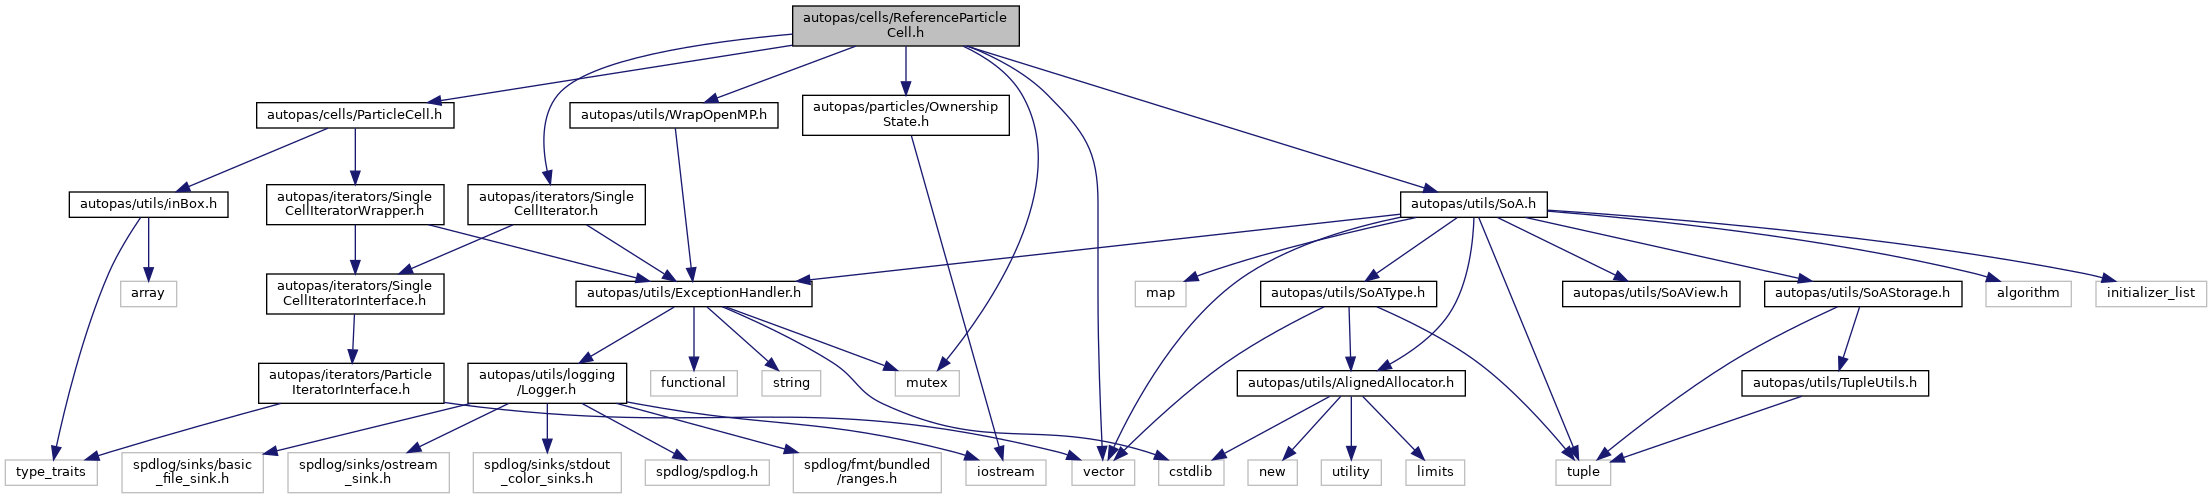 autopas/cells/ReferenceParticle
Cell.h
autopas/cells/ParticleCell.h
autopas/utils/WrapOpenMP.h
autopas/particles/Ownership
State.h
autopas/utils/inBox.h
autopas/iterators/Single
CellIteratorWrapper.h
autopas/iterators/Single
CellIterator.h
autopas/utils/SoA.h
array
autopas/iterators/Single
CellIteratorInterface.h
autopas/utils/ExceptionHandler.h
map
autopas/utils/SoAType.h
autopas/utils/SoAView.h
autopas/utils/SoAStorage.h
algorithm
initializer_list
autopas/iterators/Particle
IteratorInterface.h
autopas/utils/logging
/Logger.h
functional
string
mutex
autopas/utils/AlignedAllocator.h
autopas/utils/TupleUtils.h
type_traits
spdlog/sinks/basic
_file_sink.h
spdlog/sinks/ostream
_sink.h
spdlog/sinks/stdout
_color_sinks.h
spdlog/spdlog.h
spdlog/fmt/bundled
/ranges.h
iostream
vector
cstdlib
new
utility
limits
tuple